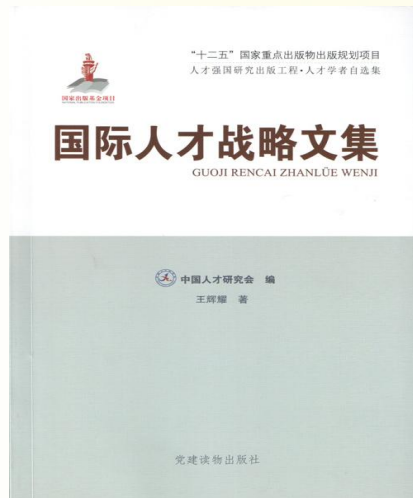 “十二五”国家重点出版物出版规划项目
人才强国研究出版工程·人才学者自选集
国家出版基金项目
国际人才战略文集
GUOJI RENCAI ZHANLÜE WENJI
中国人才研究会 编
王辉耀 著
党建读物出版社